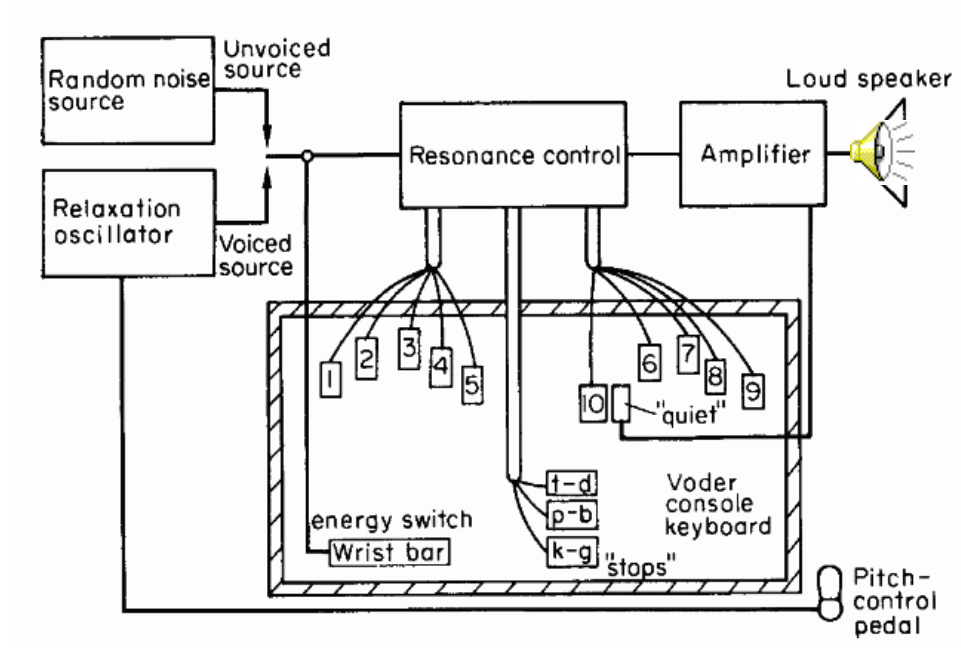 Random noise
source
Unvoiced
source
Relaxation
oscillator
Voiced
source
Resonance control
Amplifier
Loud speaker
1
2
3
4
5
10
6
7
8
9
"quiet"
t-d
p-b
k-g
"stops"
Voder
console
keyboard
energy switch
Wrist bar
Pitch-
control
pedal